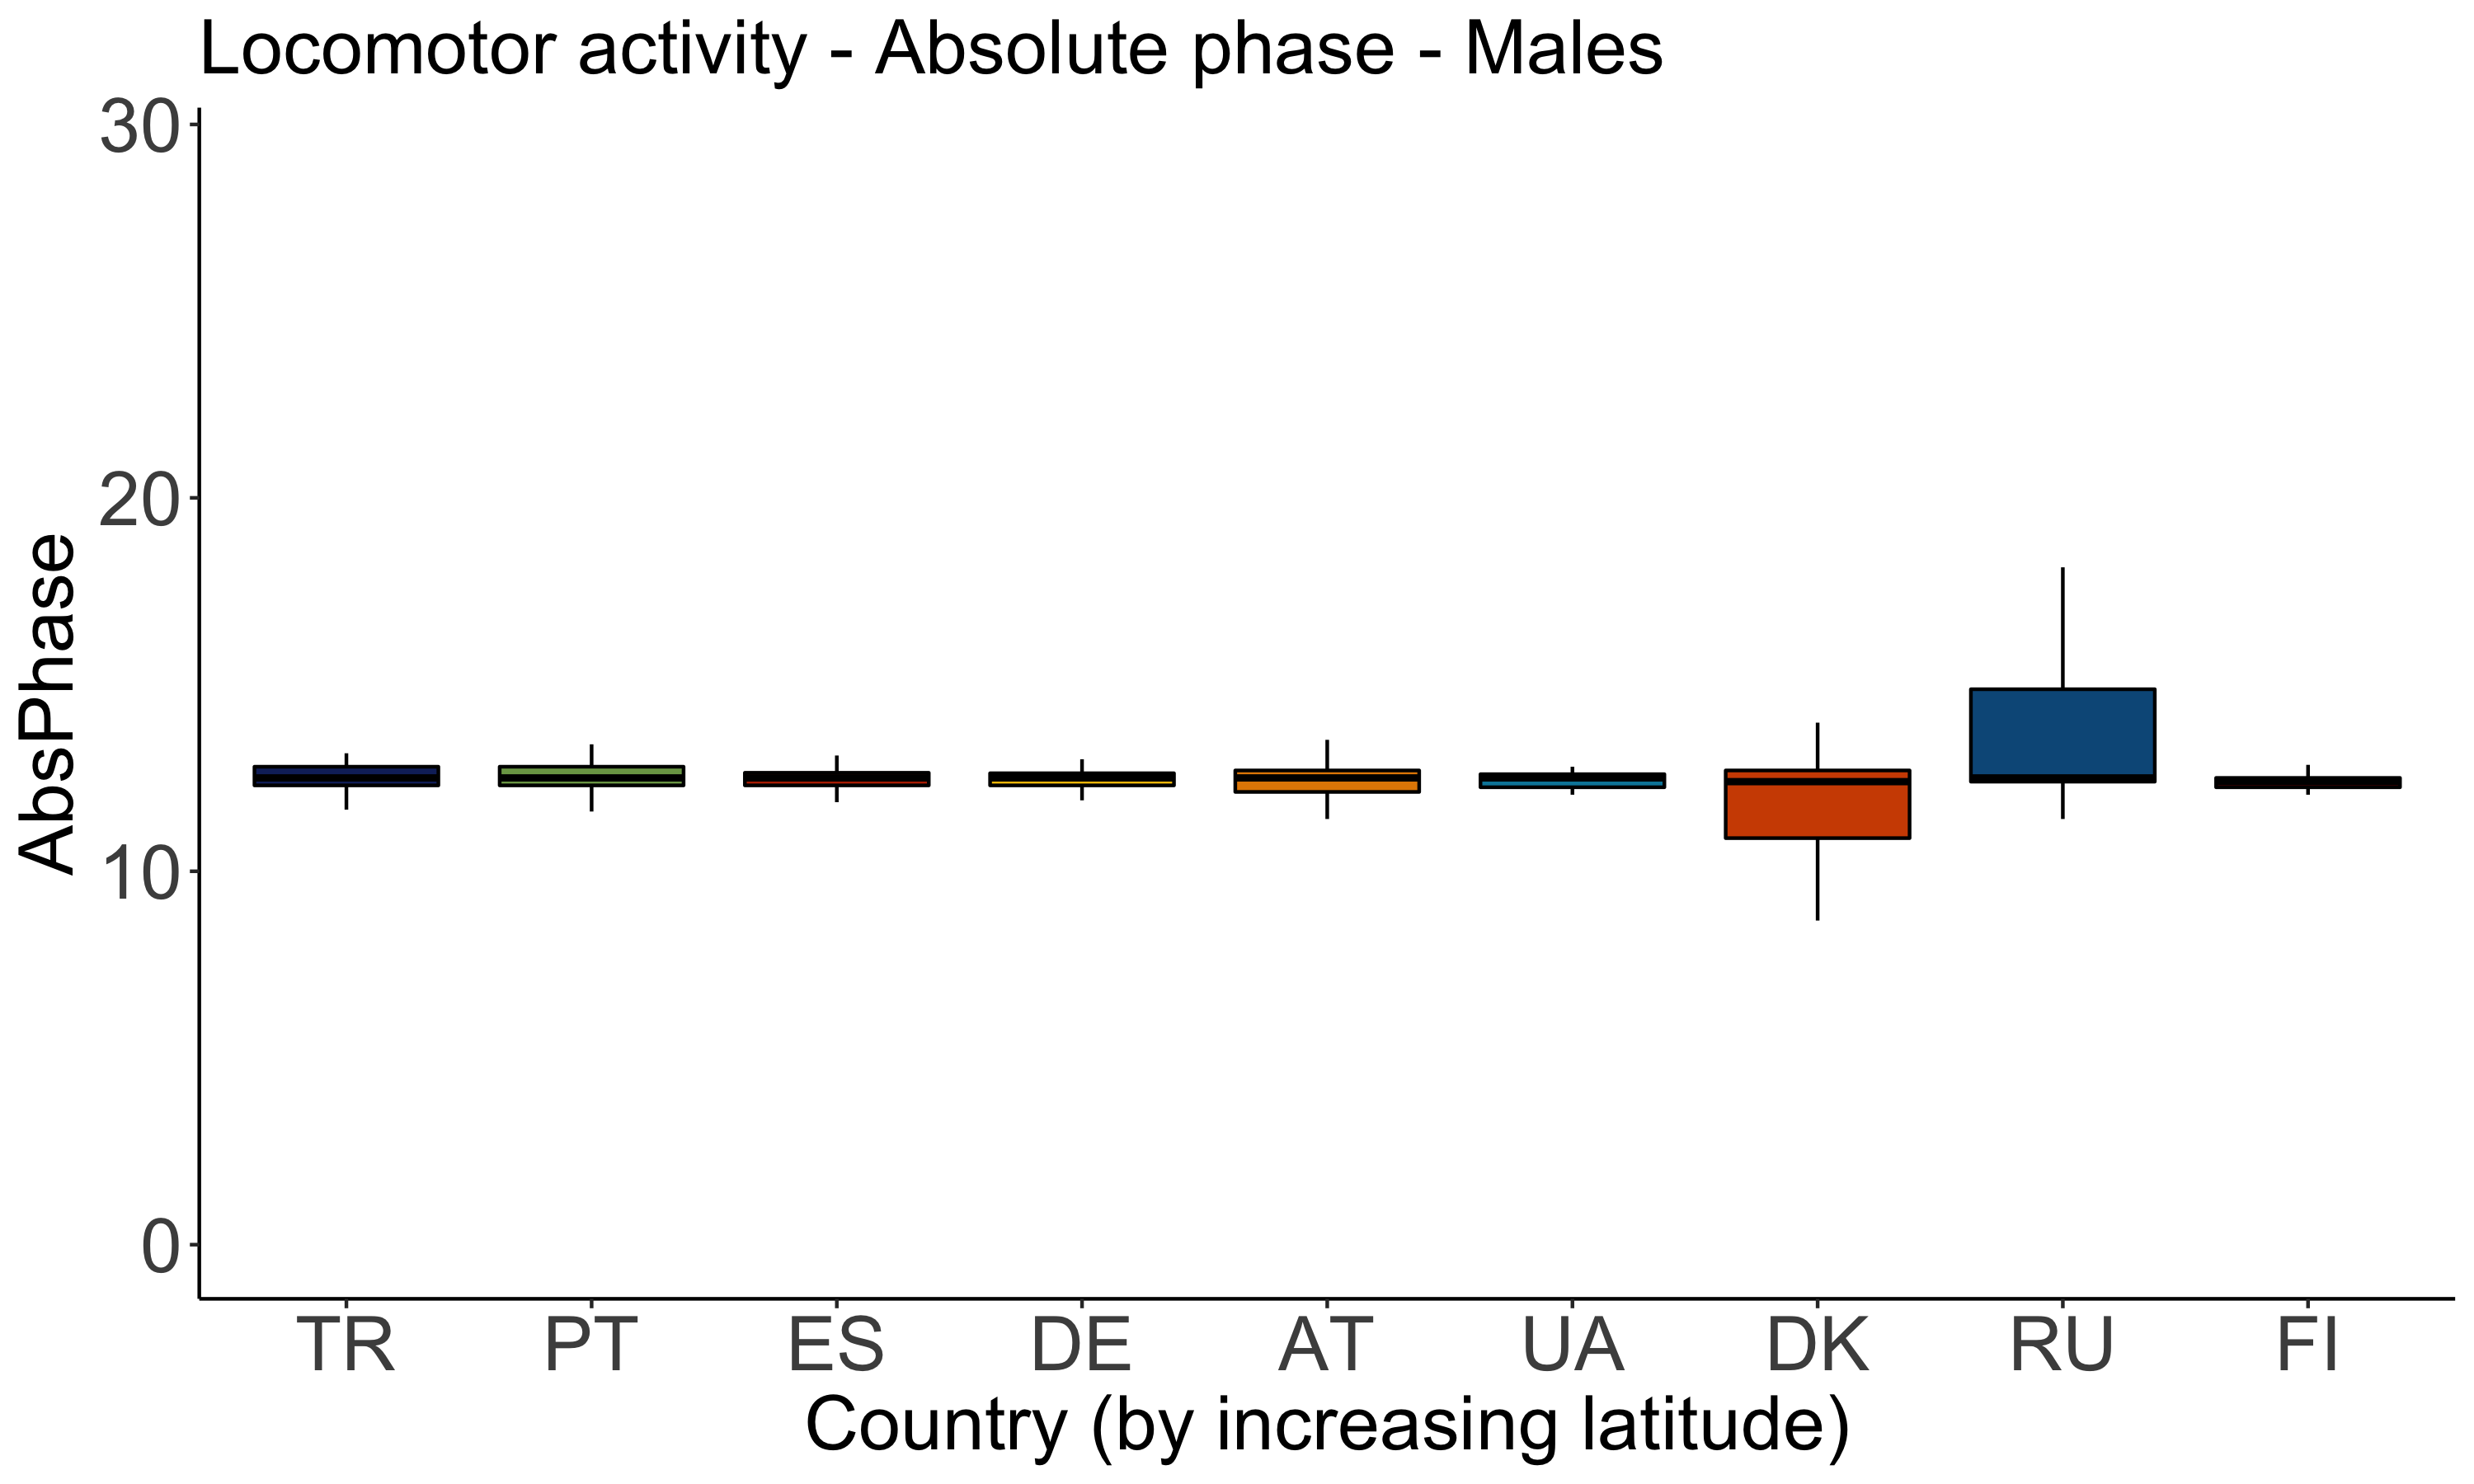 Locomotor activity - Absolute phase - Males
30
20
10
0
AbsPhase
TR PT ES DE AT UA DK RU FI
Country (by increasing latitude)